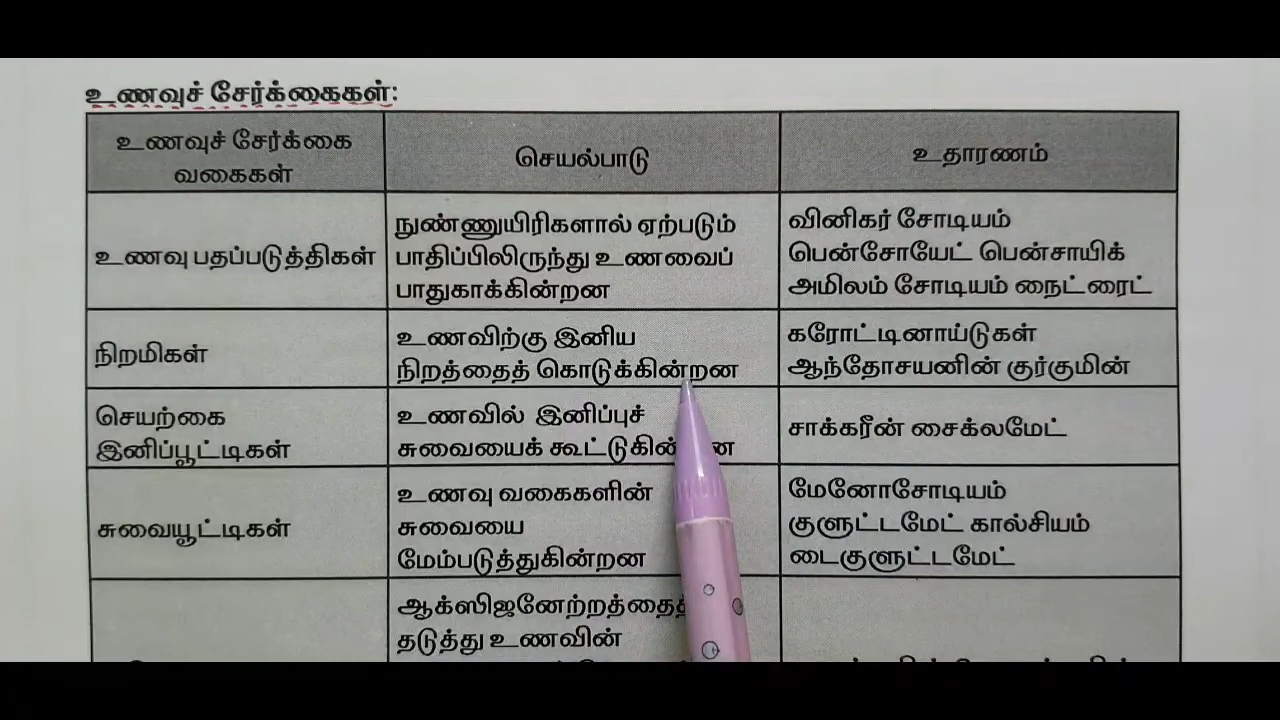 உணவுச் சேர்க்கைகள்:
உணவுச் சேர்க்கை
வகைகள்
செயல்பாடு
உதாரணம்
உணவு பதப்படுத்திகள்
நுண்ணுயிரிகளால் ஏற்படும்
பாதிப்பிலிருந்து உணவைப்
பாதுகாக்கின்றன
வினிகர் சோடியம்
பென்சோயேட் பென்சாயிக்
அமிலம் சோடியம் நைட்ரைட்
நிறமிகள்
உணவிற்கு இனிய
நிறத்தைத் கொடுக்கின்றன
கரோட்டினாய்டுகள்
ஆந்தோசயனின் குர்குமின்
செயற்கை
இனிப்பூட்டிகள்
உணவில் இனிப்புச்
சுவையைக்
சாக்கரீன் சைக்லமேட்
சுவையூட்டிகள்
உணவு வகைகளின்
சுவையை
மேம்படுத்துகின்றன
மேனோசோடியம்
குளுட்டமேட் கால்சியம்
டைகுளுட்டமேட்
ஆக்ஸிஜனேற்றத்தைத்
தடுத்து உணவின்